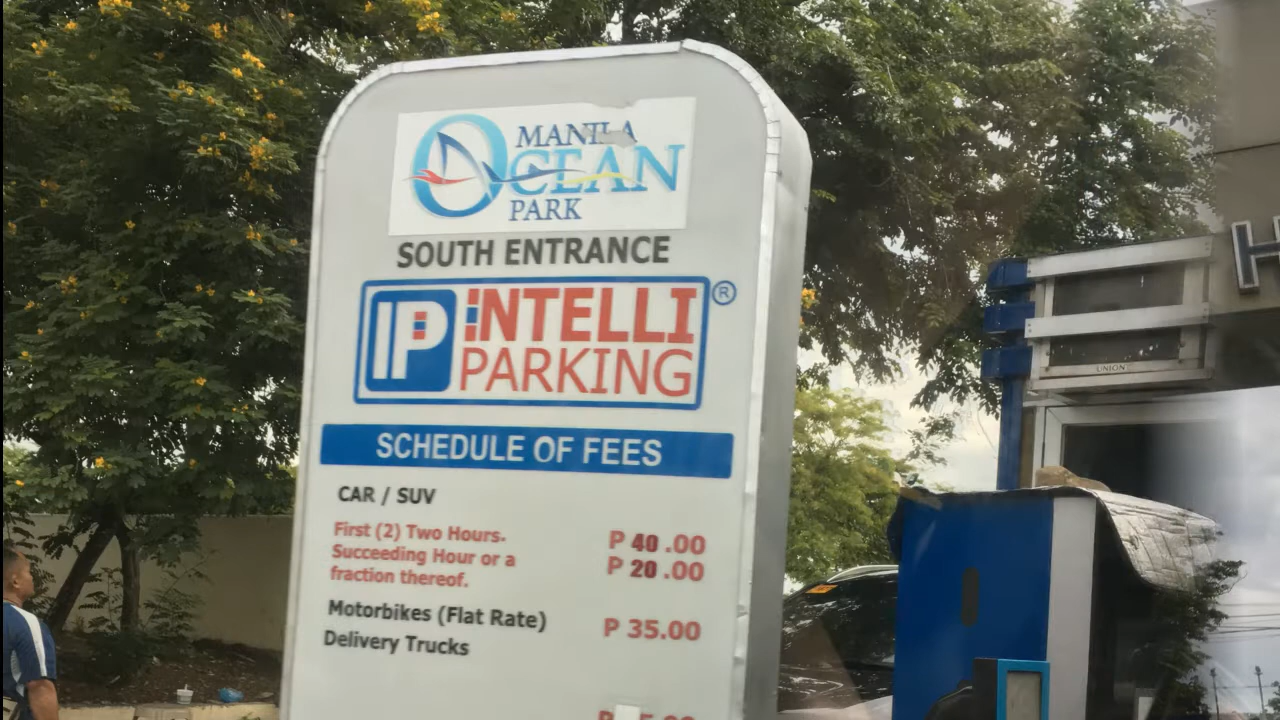 MANILA
OCEAN
PARK
SOUTH ENTRANCE
IP INTELLI ®
PARKING
SCHEDULE OF FEES
CAR / SUV
First (2) Two Hours. P 40.00
Succeeding Hour or a P 20.00
fraction thereof.
Motorbikes (Flat Rate) P 35.00
Delivery Trucks
UNION
H